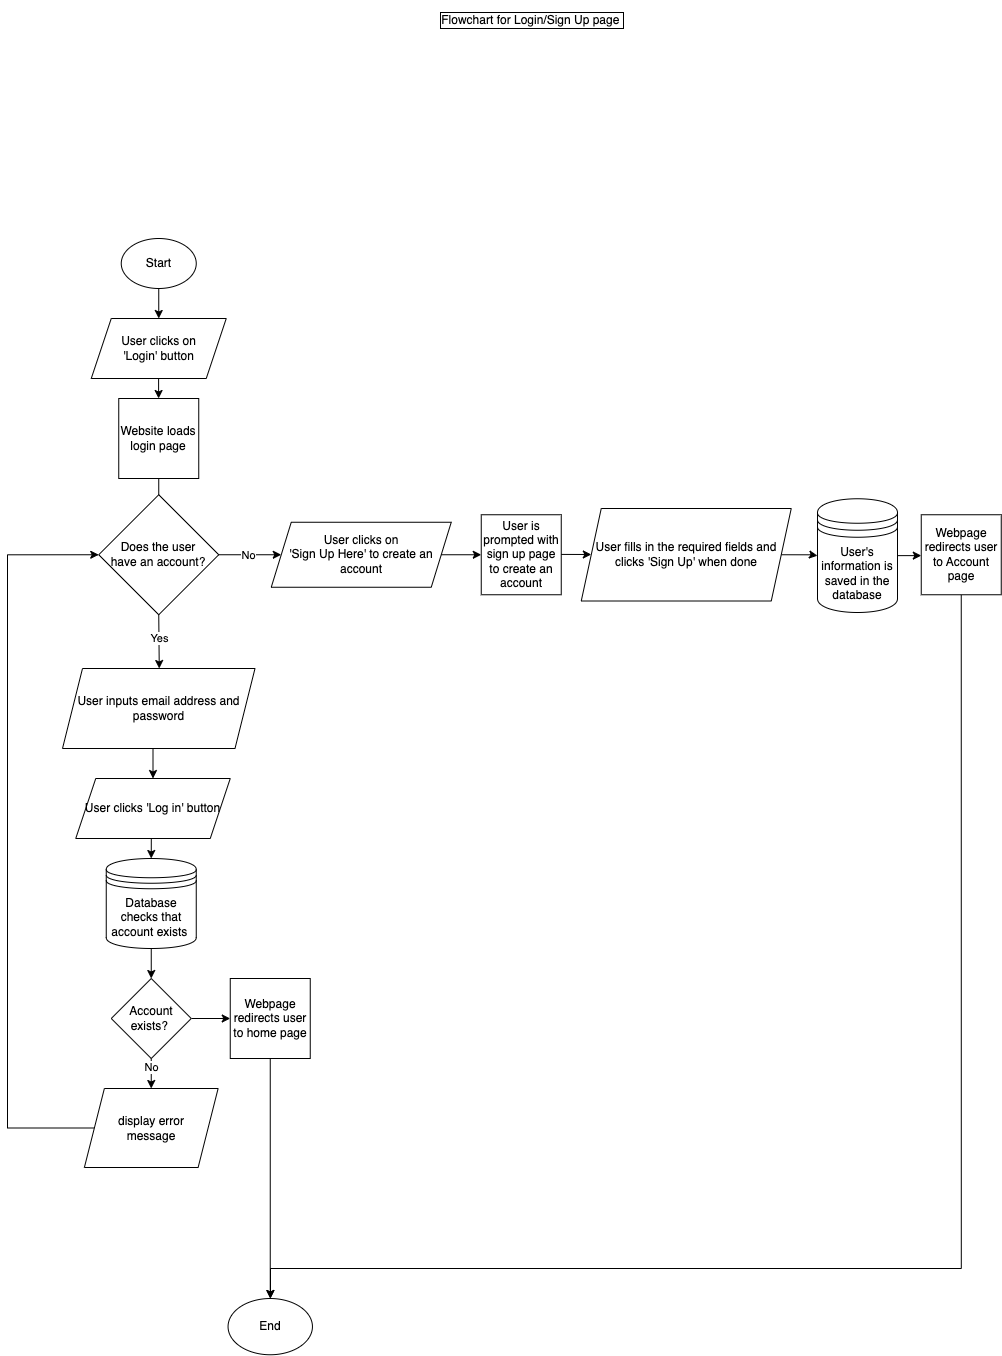 Flowchart for Login/Sign Up page
Start
User clicks on
'Login' button
Website loads
login page
Does the user
have an account?
No
User clicks on
'Sign Up Here' to create an
account
User is
prompted with
sign up page
to create an
account
User fills in the required fields and
clicks 'Sign Up' when done
User's
information is
saved in the
database
Webpage
redirects user
to Account
page
Yes
User inputs email address and
password
User clicks 'Log in' button
Database
checks that
account exists
Account
exists?
Webpage
redirects user
to home page
No
display error
message
End